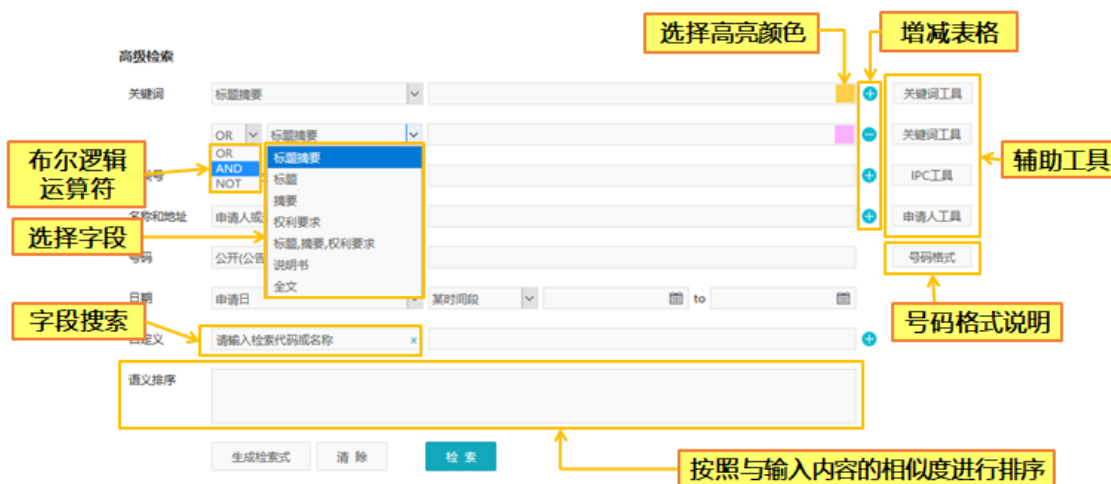 选择高亮颜色
增减表格
高级检索
关键词
标题摘要
关键词工具
OR
标题摘要
关键词工具
布尔逻辑
运算符
OR
AND
NOT
标题摘要
标题
摘要
权利要求
标题,摘要,权利要求
说明书
全文
号
IPC工具
辅助工具
名称和地址
申请人或
申请人工具
选择字段
号码
公开(公告
号码格式
日期
申请日
某时间段
to
号码格式说明
字段搜索
自定义
请输入检索代码或名称
x
语义排序
生成检索式
清 除
检 索
按照与输入内容的相似度进行排序